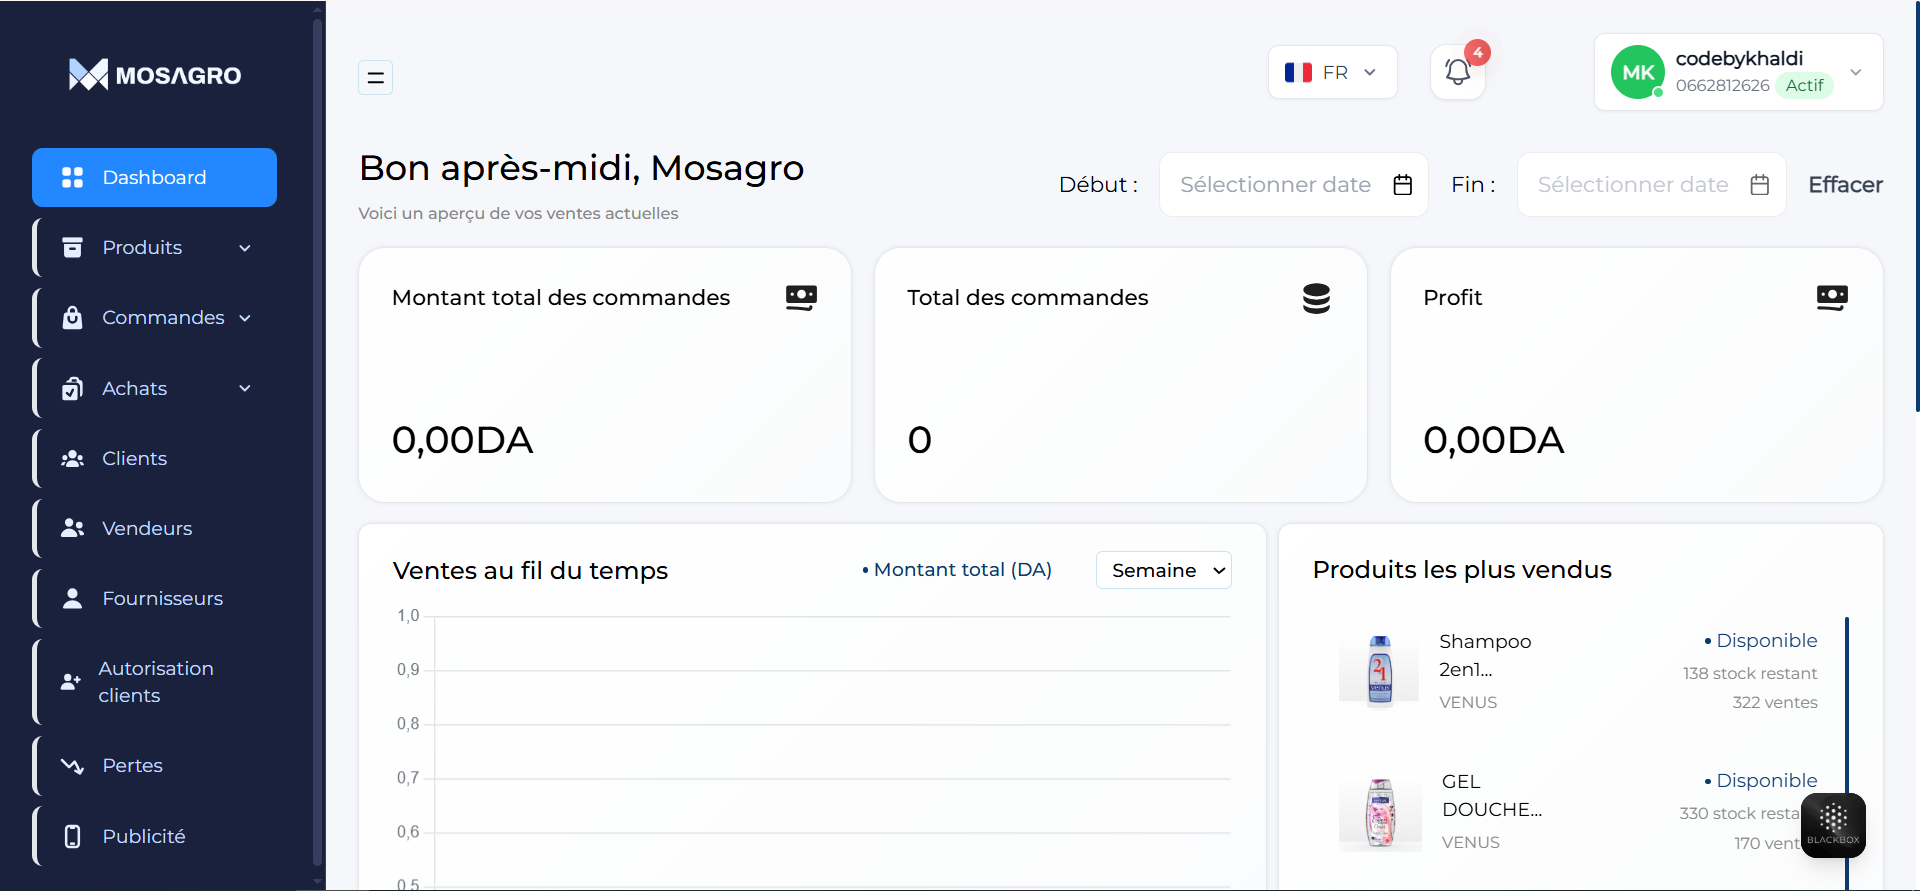 MOSAGRO
Dashboard
Produits
Commandes
Achats
Clients
Vendeurs
Fournisseurs
Autorisation
clients
Pertes
Publicité
FR
4
MK
codebykhaldi
0662812626 Actif
Bon après-midi, Mosagro
Voici un aperçu de vos ventes actuelles
Début :
Sélectionner date
Fin :
Sélectionner date
Effacer
Montant total des commandes
0,00DA
Total des commandes
0
Profit
0,00DA
Ventes au fil du temps
• Montant total (DA)
Semaine
1,0
0,9
0,8
0,7
0,6
0,5
Produits les plus vendus
Shampoo
2en1...
VENUS
• Disponible
138 stock restant
322 ventes
GEL
DOUCHE...
VENUS
• Disponible
330 stock resta
170 vent
BLACKBOX